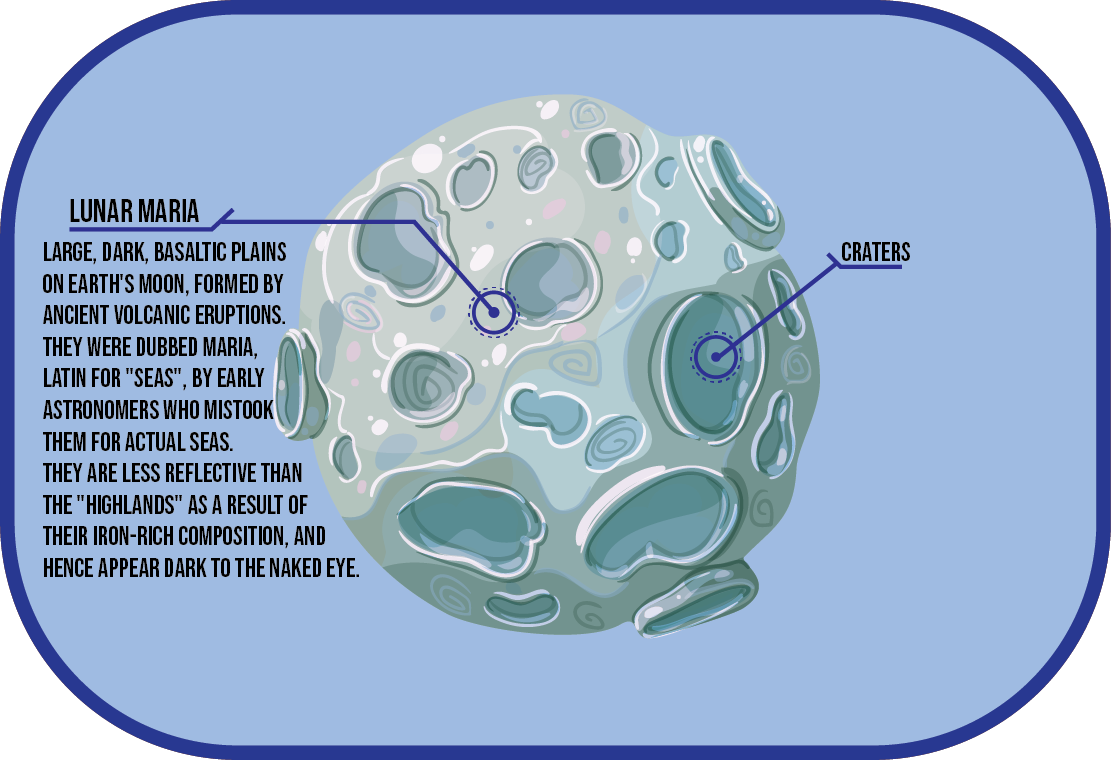 LUNAR MARIA
LARGE, DARK, BASALTIC PLAINS
ON EARTH'S MOON, FORMED BY
ANCIENT VOLCANIC ERUPTIONS.
THEY WERE DUBBED MARIA,
LATIN FOR "SEAS", BY EARLY
ASTRONOMERS WHO MISTOOK
THEM FOR ACTUAL SEAS.
THEY ARE LESS REFLECTIVE THAN
THE "HIGHLANDS" AS A RESULT OF
THEIR IRON-RICH COMPOSITION, AND
HENCE APPEAR DARK TO THE NAKED EYE.
CRATERS